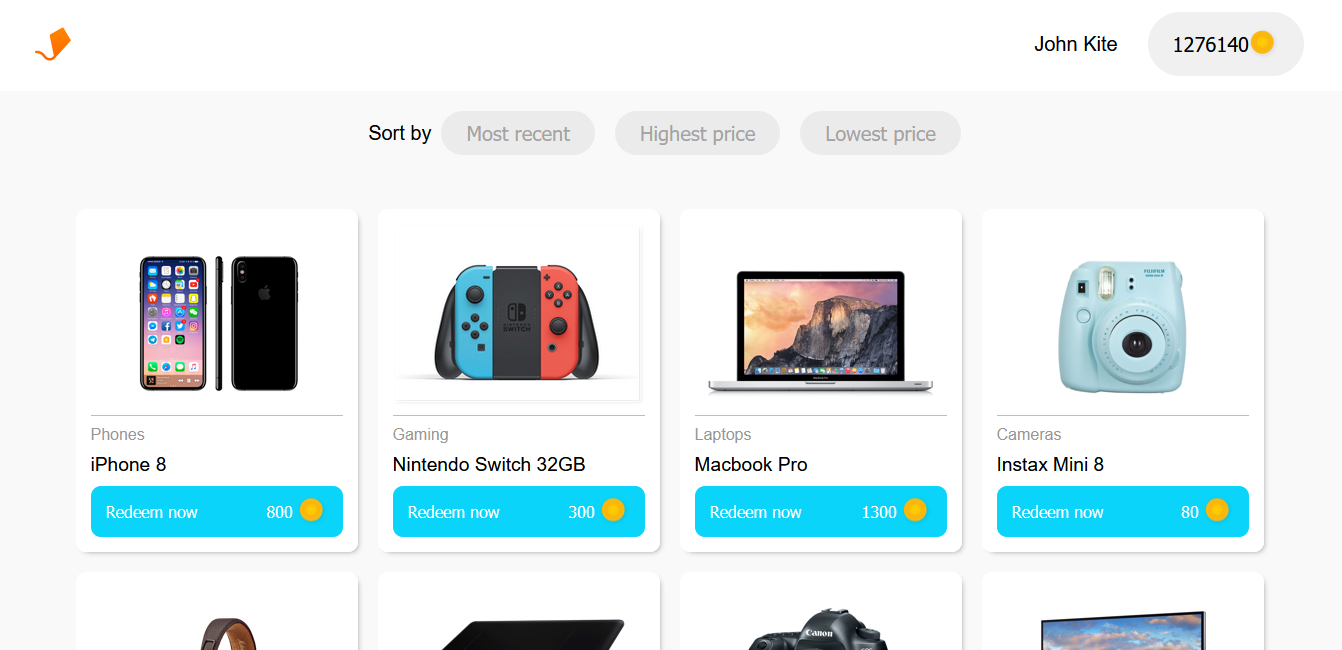 John Kite
1276140
Sort by
Most recent
Highest price
Lowest price
NINTENDO
SWITCH
FUJIFILM
Phones
iPhone 8
Redeem now 800
Gaming
Nintendo Switch 32GB
Redeem now 300
Laptops
Macbook Pro
Redeem now 1300
Cameras
Instax Mini 8
Redeem now 80
Canon